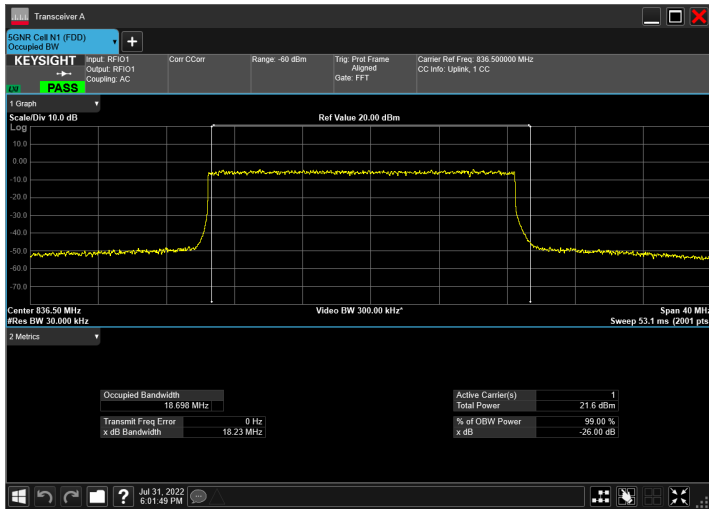 Transceiver A
5GNR Cell N1 (FDD)
Occupied BW
KEYSIGHT
LXI
PASS
Input: RFIO1
Output: RFIO1
Coupling: AC
Corr CCorr
Range: -60 dBm
Trig: Prot Frame
Aligned
Gate: FFT
Carrier Ref Freq: 836.500000 MHz
CC Info: Uplink, 1 CC
1 Graph
Scale/Div 10.0 dB
Ref Value 20.00 dBm
Log
10.0
0.00
-10.0
-20.0
-30.0
-40.0
-50.0
-60.0
-70.0
Center 836.50 MHz
Video BW 300.00 kHz*
Span 40 MHz
#Res BW 30.000 kHz
Sweep 53.1 ms (2001 pts
2 Metrics
Occupied Bandwidth
18.698 MHz
Active Carrier(s) 1
Total Power 21.6 dBm
Transmit Freq Error 0 Hz
x dB Bandwidth 18.23 MHz
% of OBW Power 99.00 %
x dB -26.00 dB
?
Jul 31, 2022
6:01:49 PM